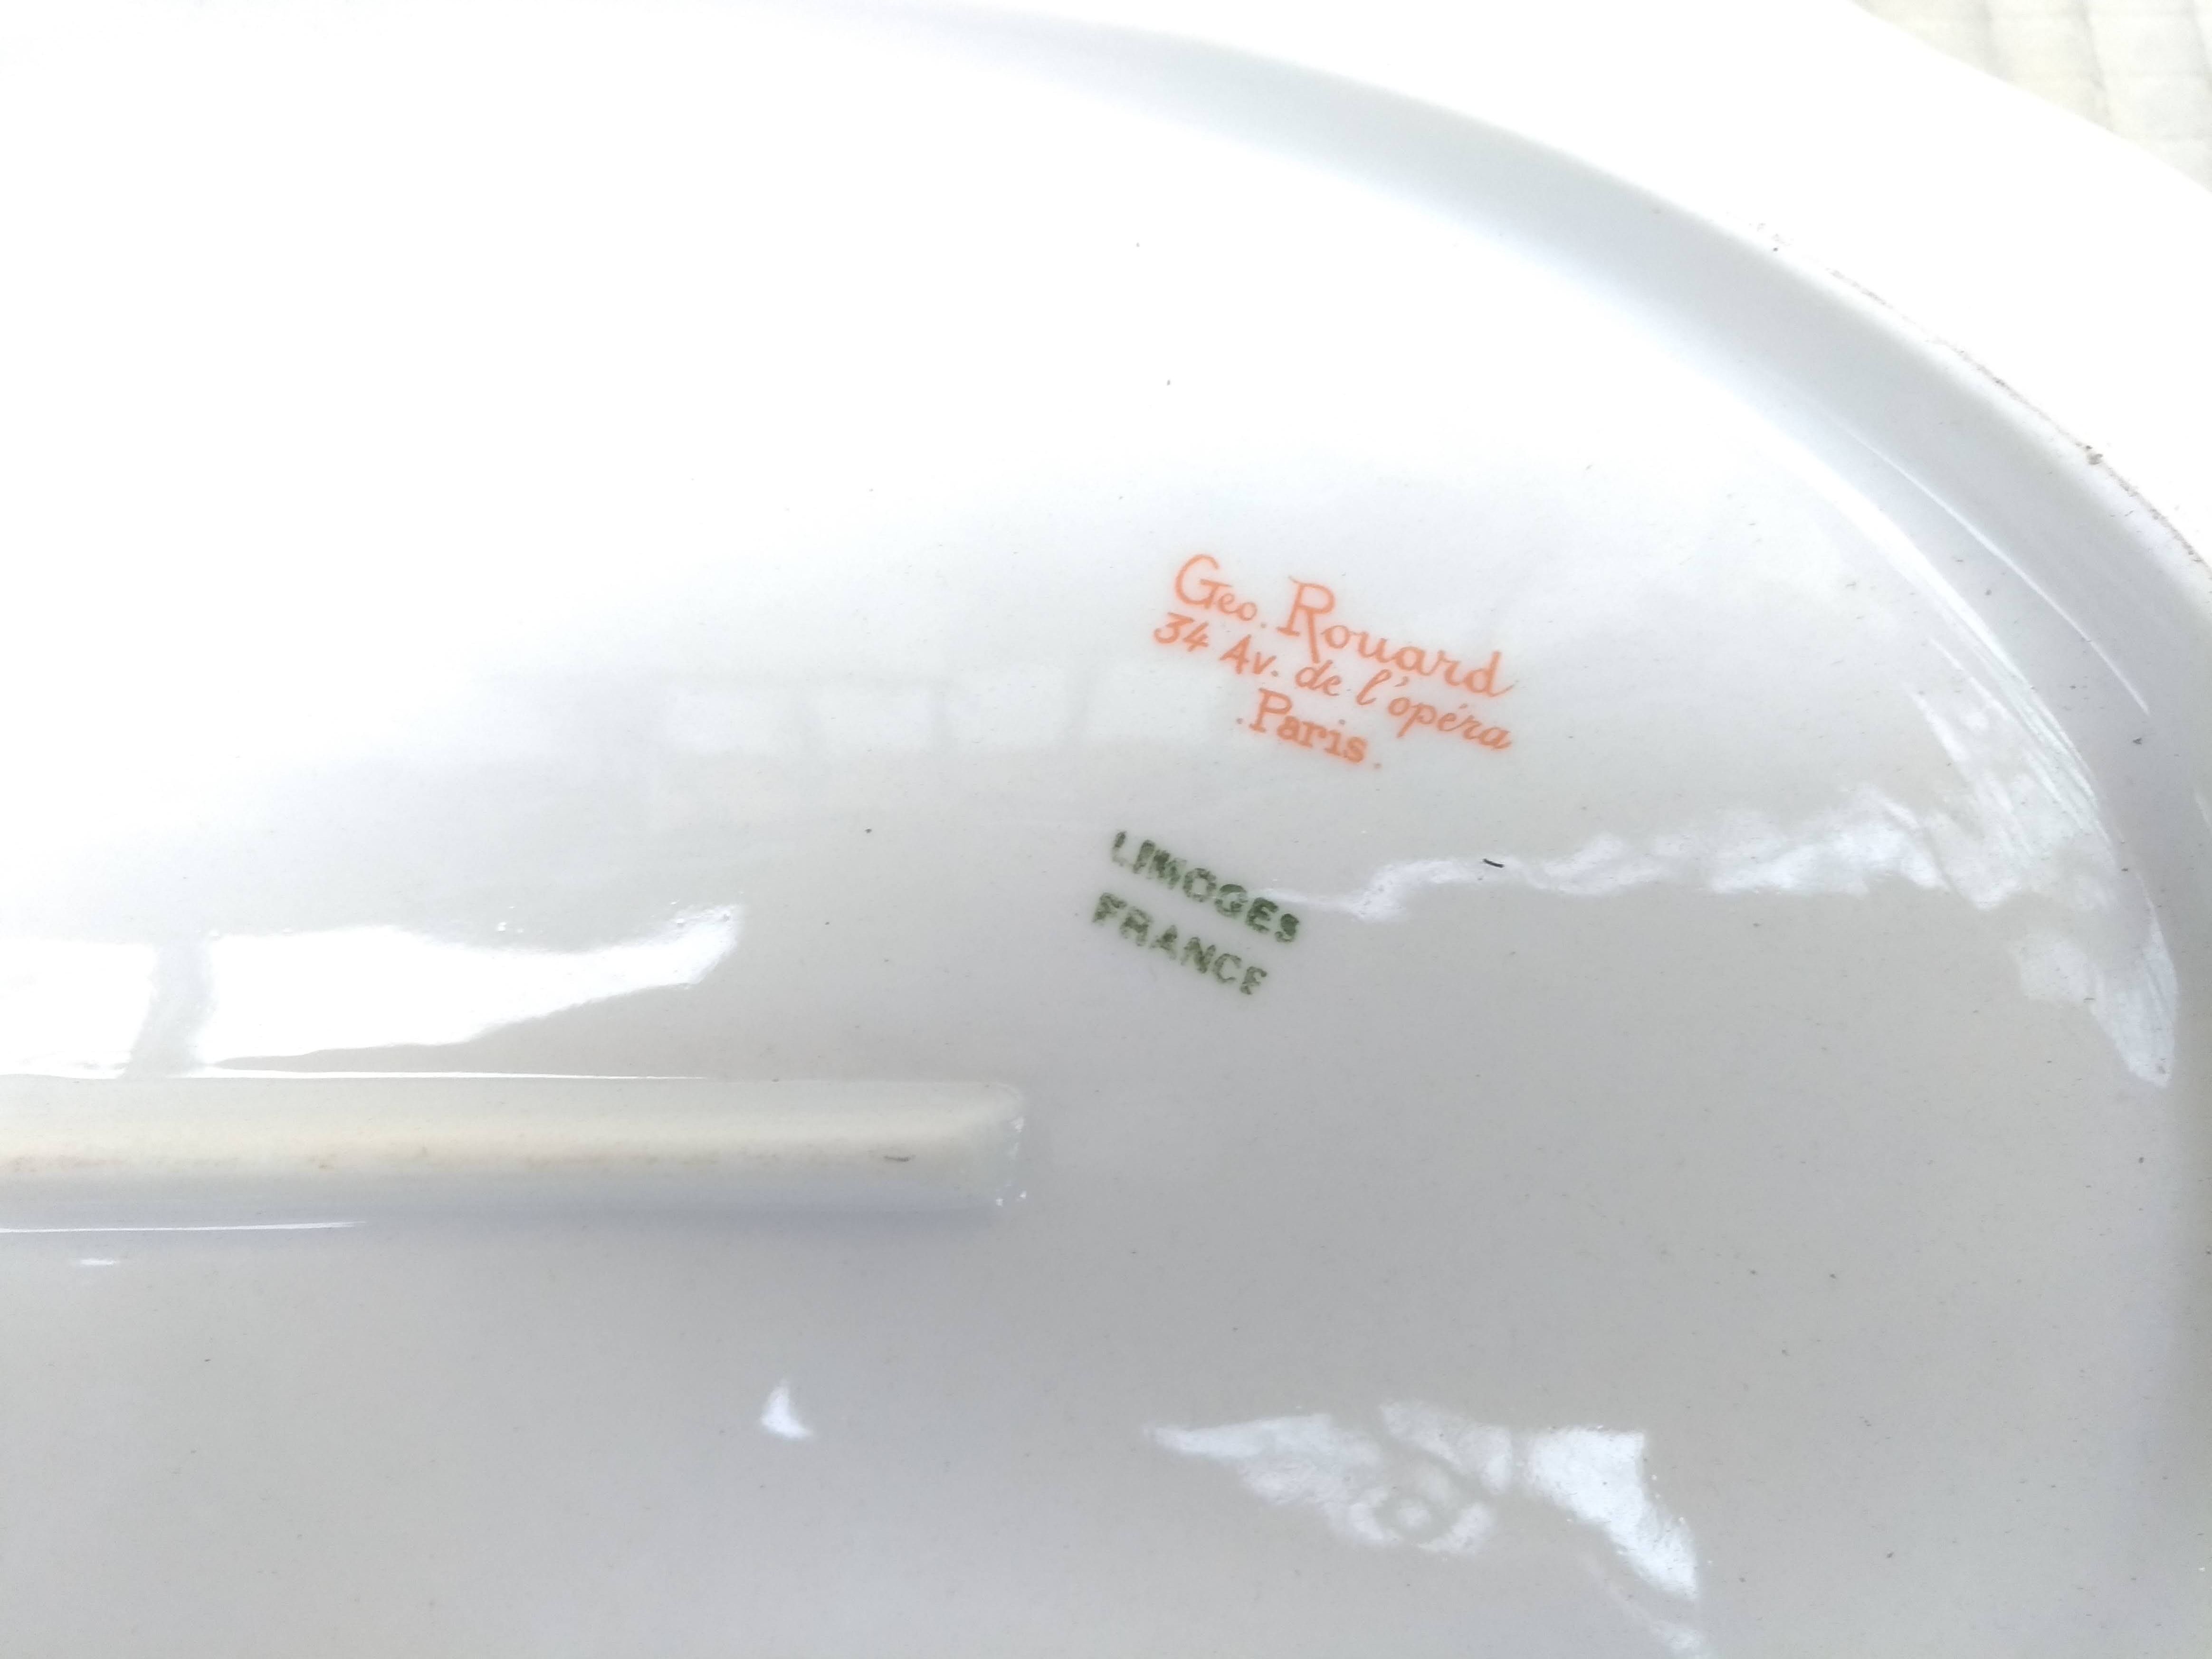 Geo. Rouard
34 Av. de l'opéra
.Paris.
LIMOGES
FRANCE